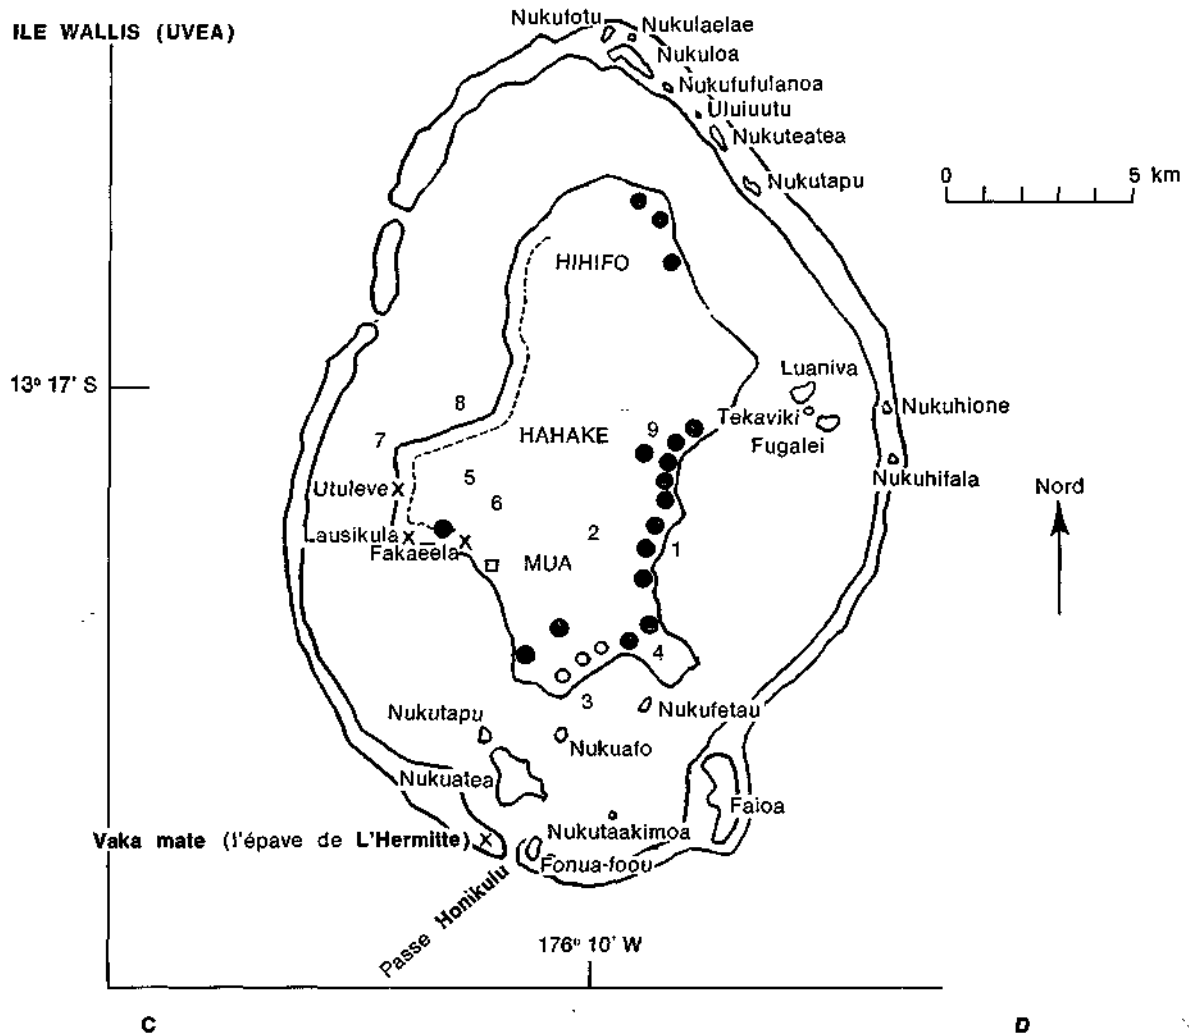 ILE WALLIS (UVEA)
Nukufotu
Nukulaelae
Nukuloa
Nukufufulanoa
Uluiuutu
Nukuteatea
Nukutapu
0 5 km
HIHIFO
13° 17' S
Luaniva
8
Tekaviki
Nukuhione
7
HAHAKE
9
Fugalei
Utuleve
5
Nukuhifala
6
Nord
Lausikula
2
Fakaeela
MUA
1
4
3
Nukufetau
Nukutapu
Nukuafo
Nukuatea
Faioa
Vaka mate (l'épave de L'Hermitte)
Nukutaakimoa
Fonua-foou
Passe Honikulu
176° 10' W
C D